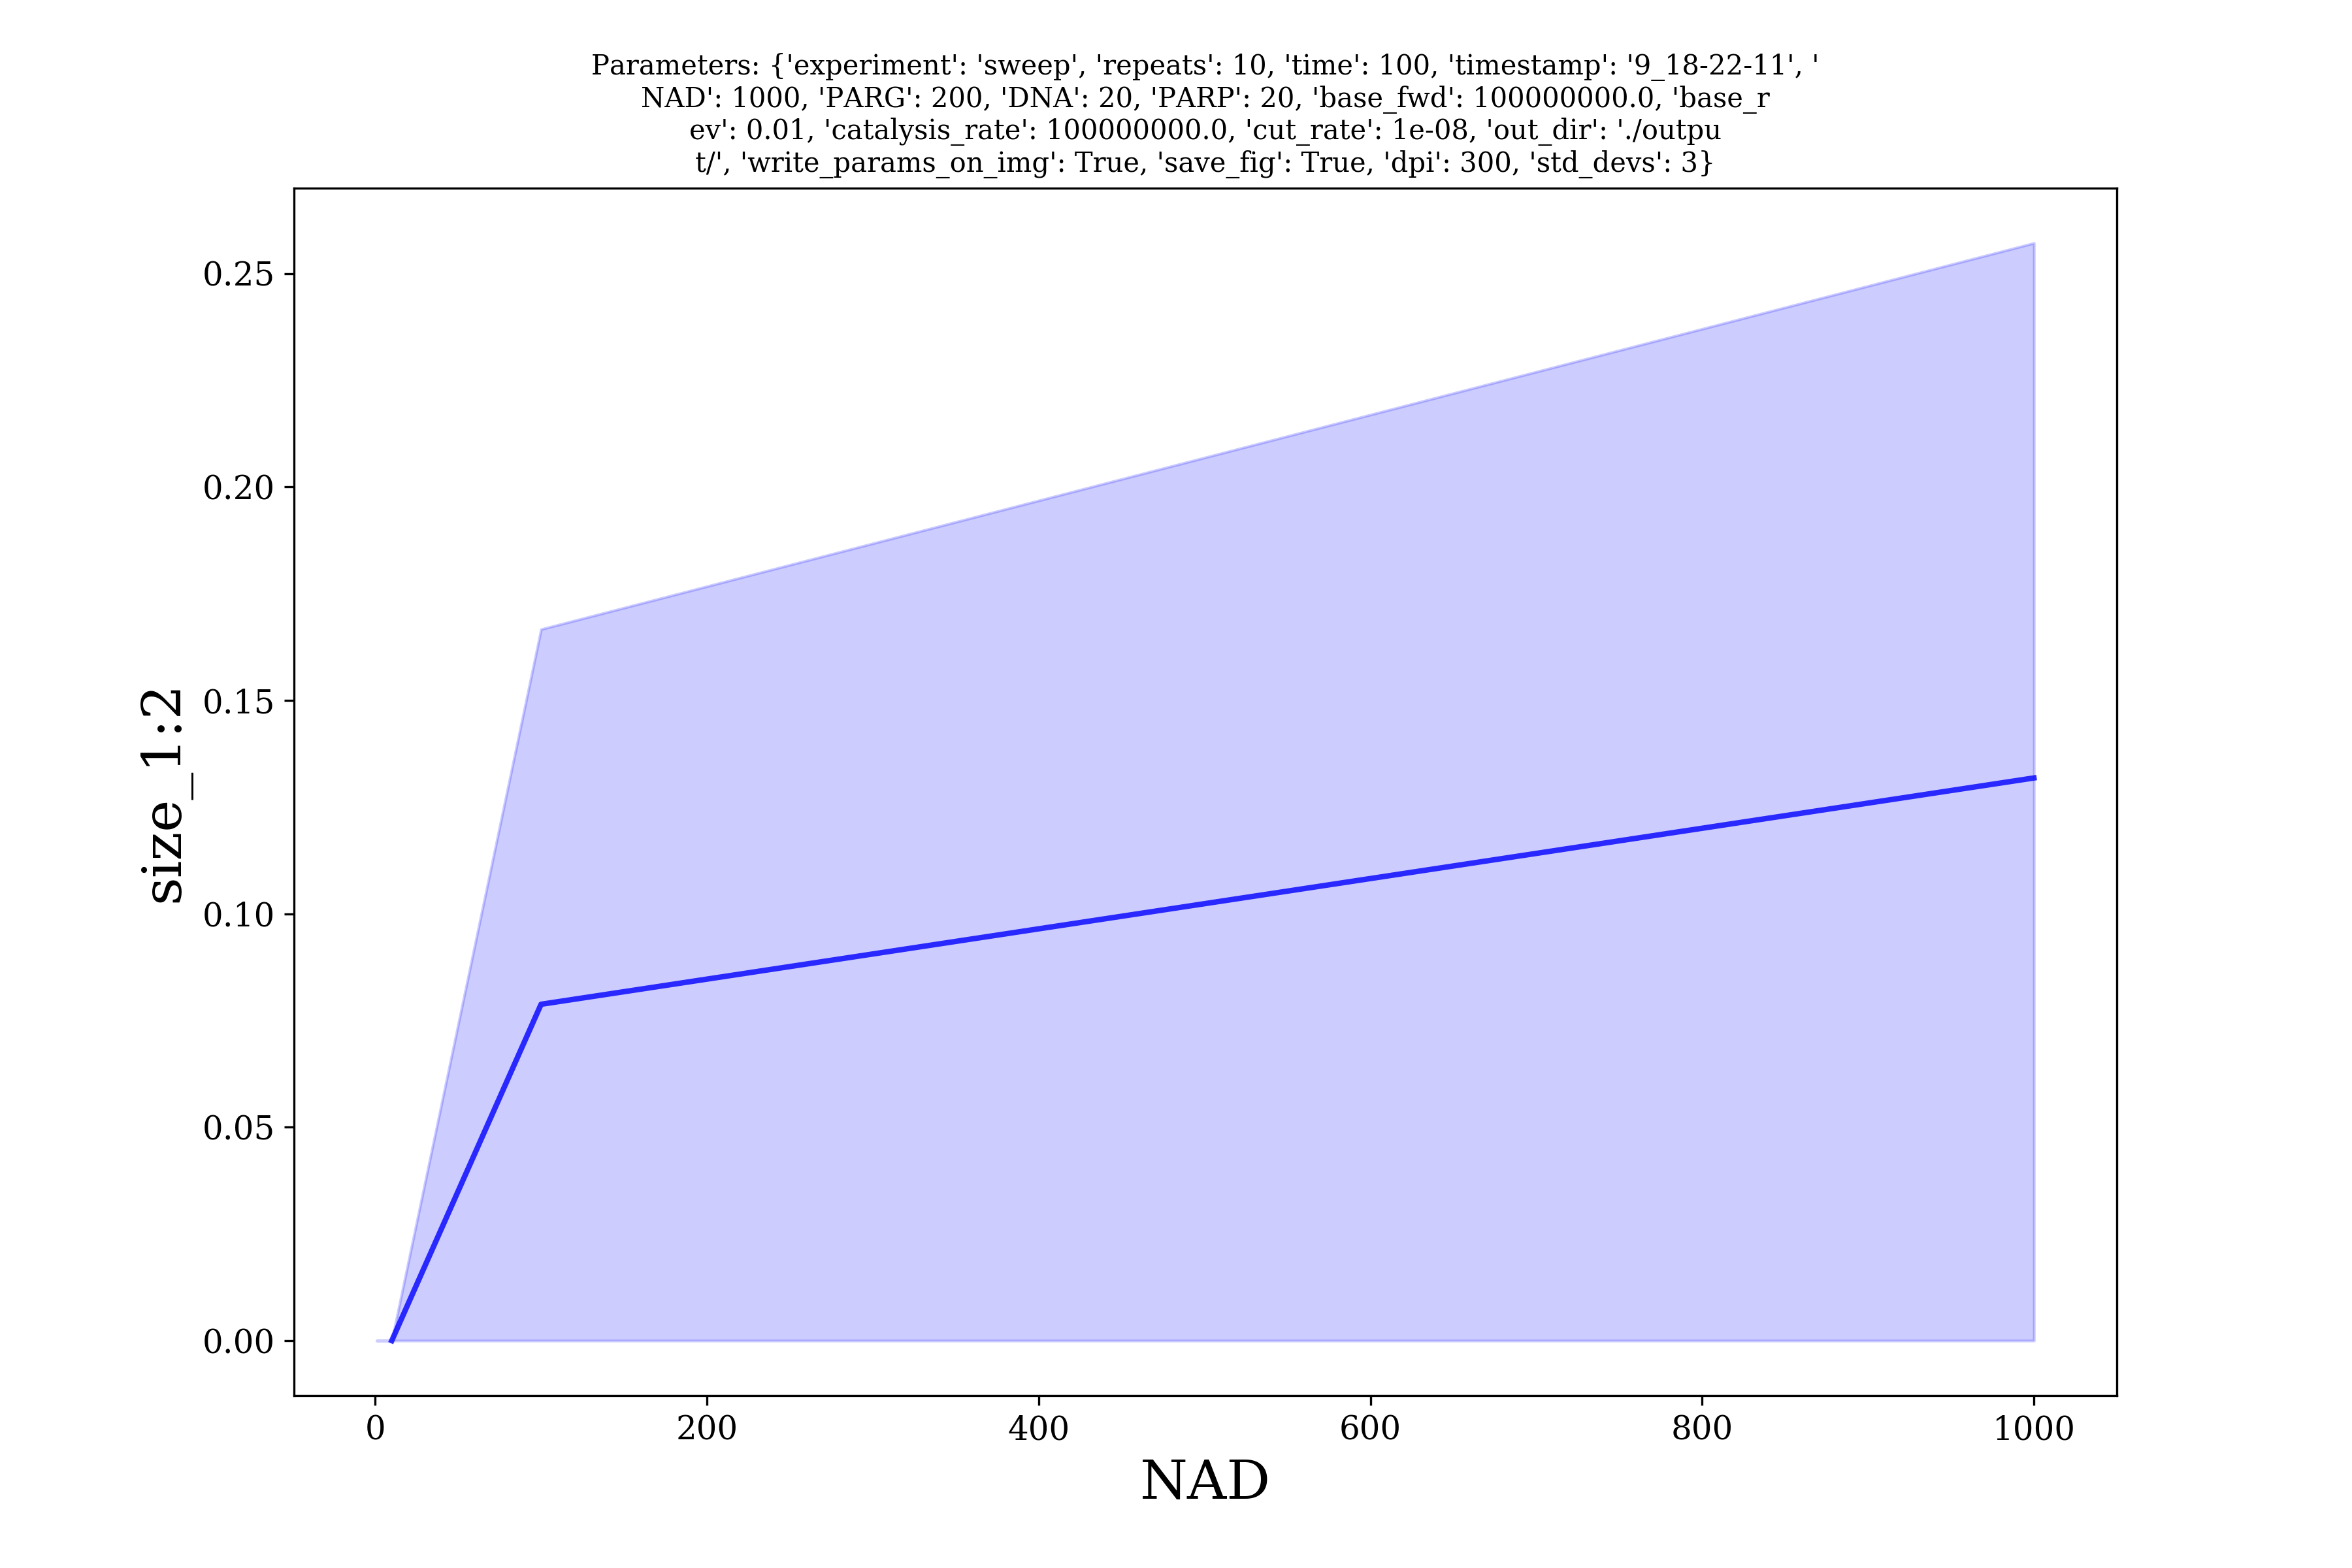 Parameters: {'experiment': 'sweep', 'repeats': 10, 'time': 100, 'timestamp': '9_18-22-11', '
NAD': 1000, 'PARG': 200, 'DNA': 20, 'PARP': 20, 'base_fwd': 100000000.0, 'base_r
ev': 0.01, 'catalysis_rate': 100000000.0, 'cut_rate': 1e-08, 'out_dir': './outpu
t/', 'write_params_on_img': True, 'save_fig': True, 'dpi': 300, 'std_devs': 3}
0.25
0.20
0.15
0.10
0.05
0.00
size_1:2
0 200 400 600 800 1000
NAD